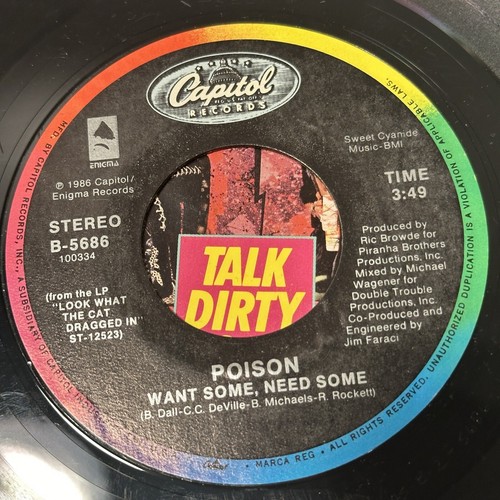 MFD. BY CAPITOL RECORDS, INC., A SUBSIDIARY OF CAPITOL INDUS
UNAUTHORIZED DUPLICATION IS A VIOLATION OF APPLICABLE LAWS.
Capitol
RECORDS
ENIGMA
℗ 1986 Capitol/
Enigma Records
Sweet Cyanide
Music-BMI
TIME
3:49
STEREO
B-5686
100334
(from the LP
"LOOK WHAT
THE CAT
DRAGGED IN"
ST-12523)
Produced by
Ric Browde for
Piranha Brothers
Productions, Inc.
Mixed by Michael
Wagener for
Double Trouble
Productions, Inc.
Co-Produced and
Engineered by
Jim Faraci
TALK
DIRTY
POISON
WANT SOME, NEED SOME
(B. Dall-C.C. DeVille-B. Michaels-R. Rockett)
Capitol • MARCA REG • ALL RIGHTS RESERVED.